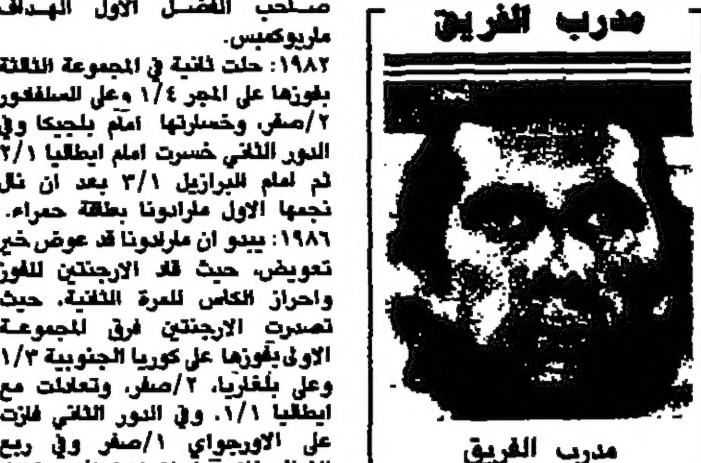 صاحب الفضل الاول الهداف
ماريوكمبس.
١٩٨٢: حلت ثانية في المجموعة الثالثة
بفوزها على المجر ٤/١ وعلى السلفادور
٢/صفر، وخسارتها امام بلجيكا وفي
الدور الثاني خسرت امام ايطاليا ٢/١
ثم امام البرازيل ٣/١ بعد ان نال
نجمها الاول مارادونا بطاقة حمراء.
١٩٨٦: يبدو ان مارادونا قد عوض خير
تعويض، حيث قاد الارجنتين للفوز
واحراز الكاس للمرة الثانية، حيث
تصدرت الارجنتين فرق المجموعة
الاولى بفوزها على كوريا الجنوبية ٣/١
وعلى بلغاريا، ٢/صفر، وتعادلت مع
ايطاليا ١/١. وفي الدور الثاني فازت
على الاورجواي ١/صفر وفي ربع
مدرب الفريق
مدرب الفريق